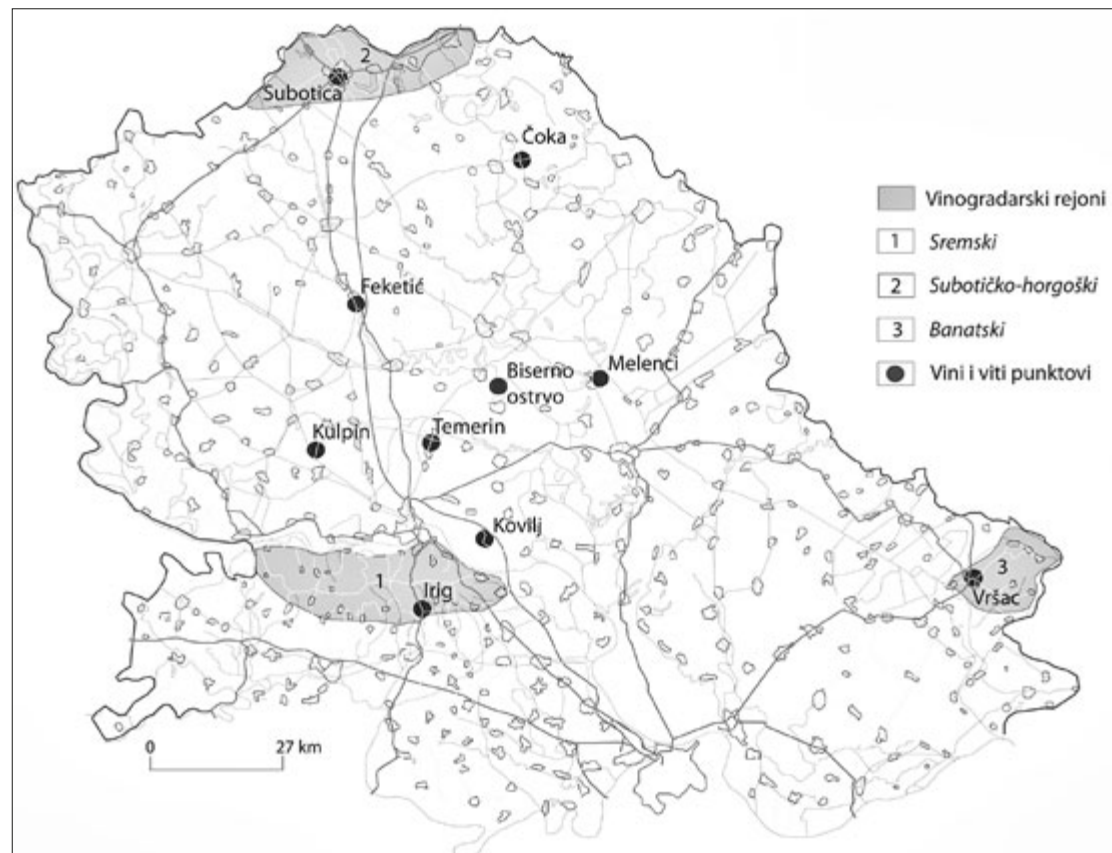 2
Subotica
Čoka
Feketić
Biserno
ostrvo
Melenci
Kulpin
Temerin
Kovilj
1
Irig
3
Vršac
0 27 km
Vinogradarski rejoni
1 Sremski
2 Subotičko-horgoški
3 Banatski
Vini i viti punktovi